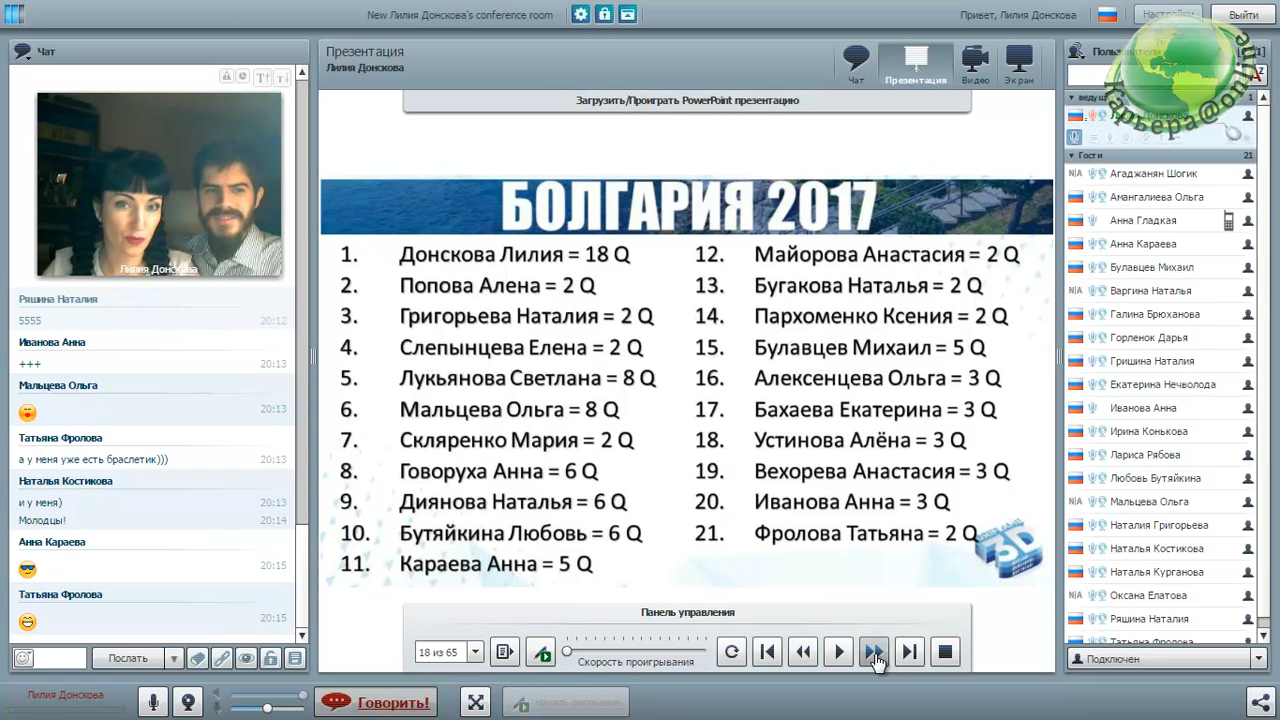 New Лилия Донскова's conference room
Привет, Лилия Донскова
Настройки
Выйти
Чат
Лилия Донскова
Ряшина Наталия
5555
20:12
Иванова Анна
+++
20:13
Мальцева Ольга
20:13
Татьяна Фролова
а у меня уже есть браслетик)))
20:13
Наталья Костикова
и у меня)
20:13
Молодцы!
20:14
Анна Караева
20:15
Татьяна Фролова
20:15
Послать
Презентация
Лилия Донскова
Чат
Презентация
Видео
Экран
Загрузить/Проиграть PowerPoint презентацию
БОЛГАРИЯ 2017
1. Донскова Лилия = 18 Q
2. Попова Алена = 2 Q
3. Григорьева Наталия = 2 Q
4. Слепынцева Елена = 2 Q
5. Лукьянова Светлана = 8 Q
6. Мальцева Ольга = 8 Q
7. Скляренко Мария = 2 Q
8. Говоруха Анна = 6 Q
9. Диянова Наталья = 6 Q
10. Бутяйкина Любовь = 6 Q
11. Караева Анна = 5 Q
12. Майорова Анастасия = 2 Q
13. Бугакова Наталья = 2 Q
14. Пархоменко Ксения = 2 Q
15. Булавцев Михаил = 5 Q
16. Алексенцева Ольга = 3 Q
17. Бахаева Екатерина = 3 Q
18. Устинова Алёна = 3 Q
19. Вехорева Анастасия = 3 Q
20. Иванова Анна = 3 Q
21. Фролова Татьяна = 2 Q
3D
Панель управления
18 из 65
Скорость проигрывания
карьера@online
ведущ
1
Гости
21
N/A Агаджанян Шогик
Амангалиева Ольга
Анна Гладкая
Анна Караева
Булавцев Михаил
N/A Варгина Наталья
Галина Брюханова
Горленок Дарья
Гришина Наталия
Екатерина Нечволода
Иванова Анна
Ирина Конькова
Лариса Рябова
Любовь Бутяйкина
Мальцева Ольга
Наталия Григорьева
Наталья Костикова
N/A Наталья Курганова
N/A Оксана Елатова
Ряшина Наталия
Татьяна Фролова
Подключен
Лилия Донскова
Говорить!